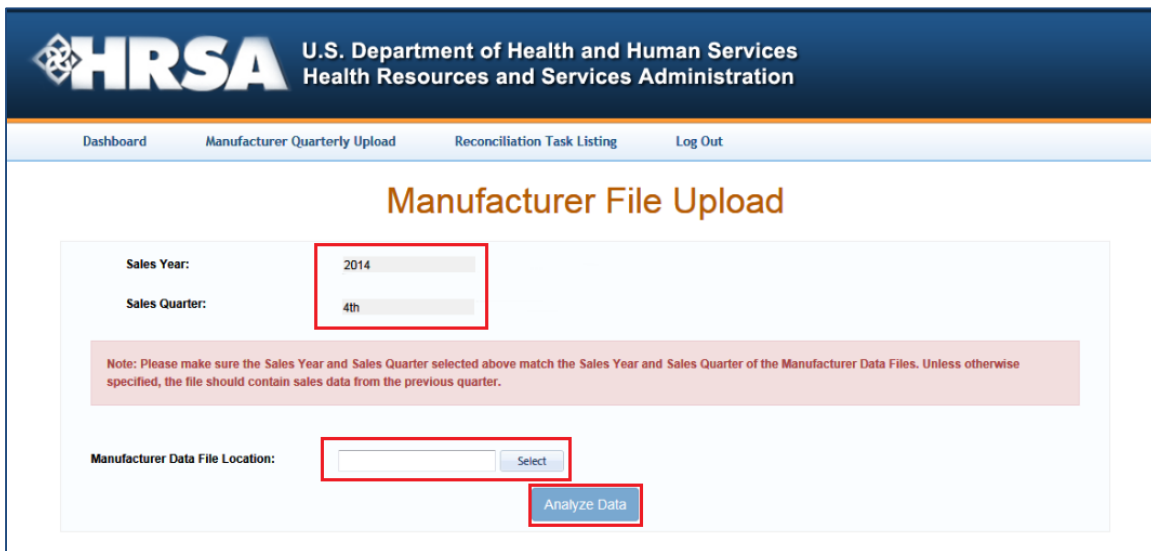 HRSA
U.S. Department of Health and Human Services
Health Resources and Services Administration
Dashboard Manufacturer Quarterly Upload Reconciliation Task Listing Log Out
Manufacturer File Upload
Sales Year: 2014
Sales Quarter: 4th
Note: Please make sure the Sales Year and Sales Quarter selected above match the Sales Year and Sales Quarter of the Manufacturer Data Files. Unless otherwise
specified, the file should contain sales data from the previous quarter.
Manufacturer Data File Location: Select
Analyze Data